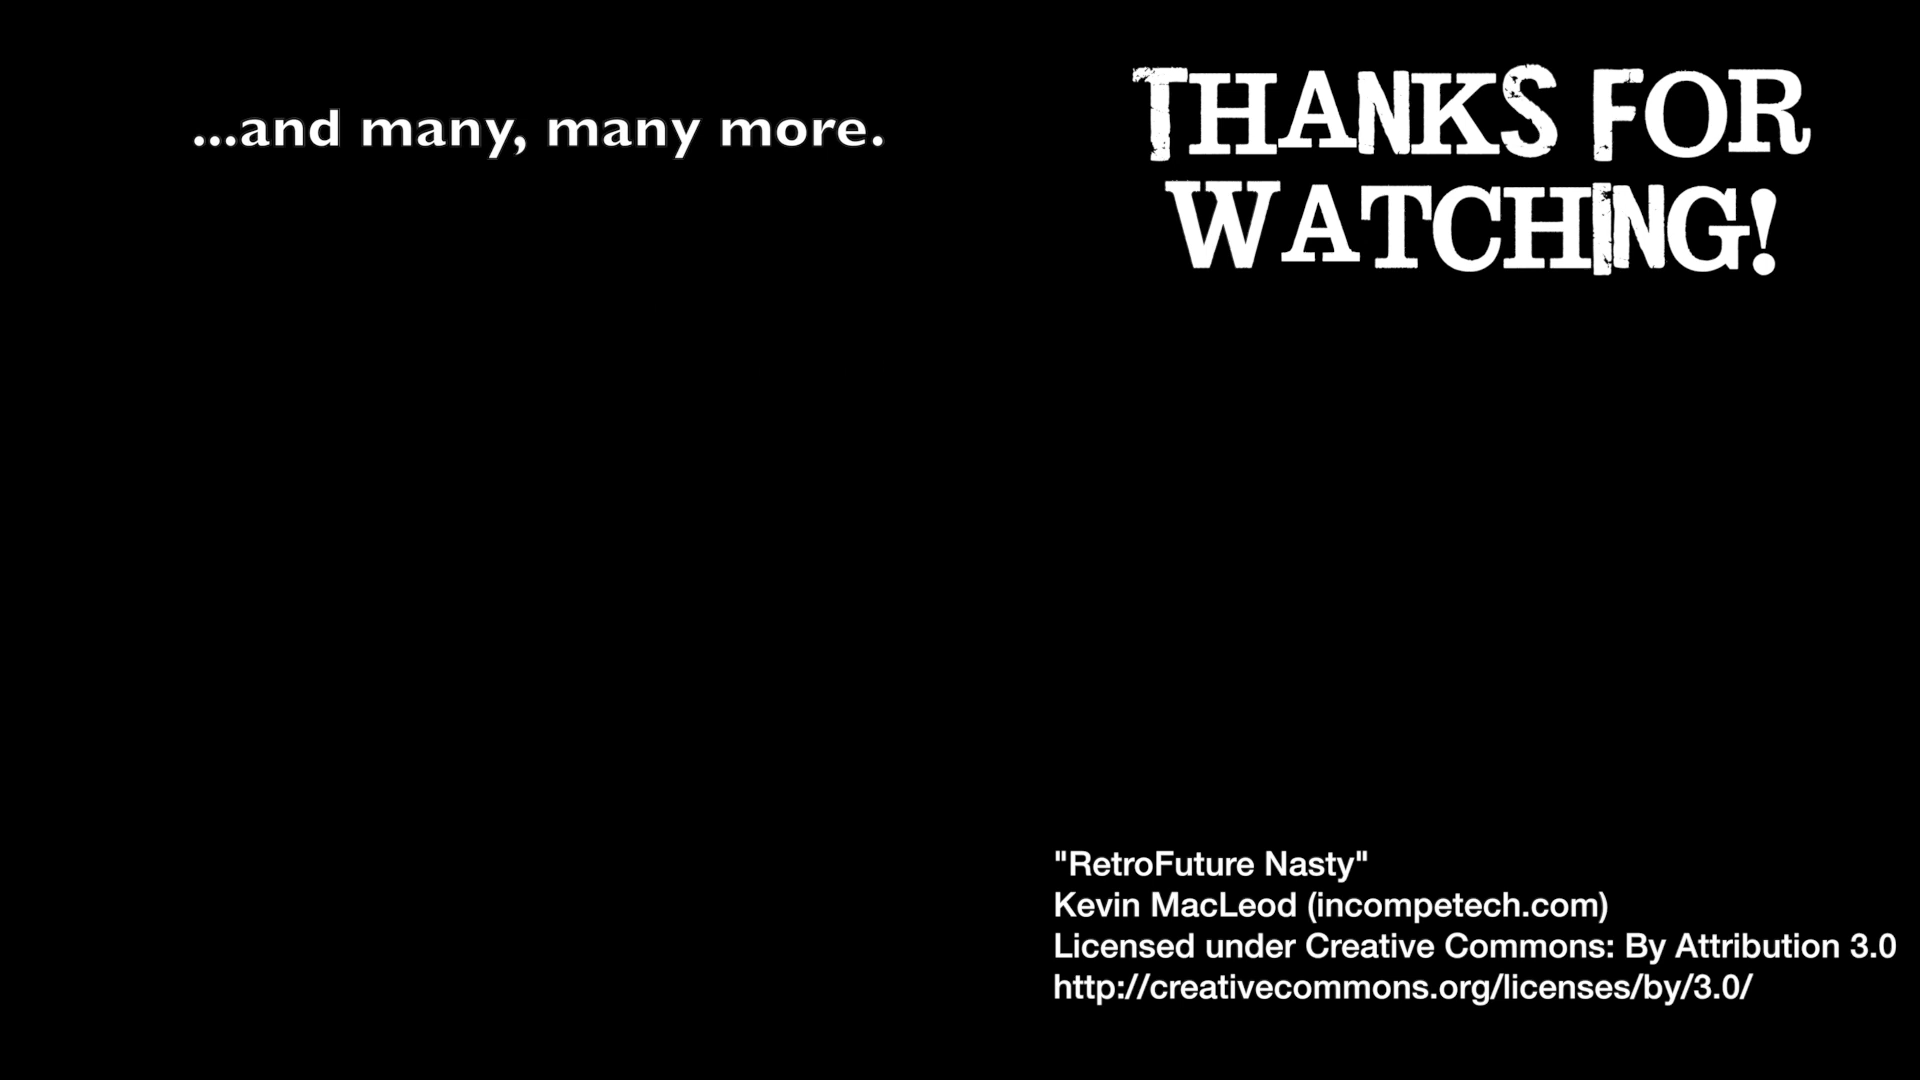 ...and many, many more.
THANKS FOR
WATCHING!
"RetroFuture Nasty"
Kevin MacLeod (incompetech.com)
Licensed under Creative Commons: By Attribution 3.0
http://creativecommons.org/licenses/by/3.0/